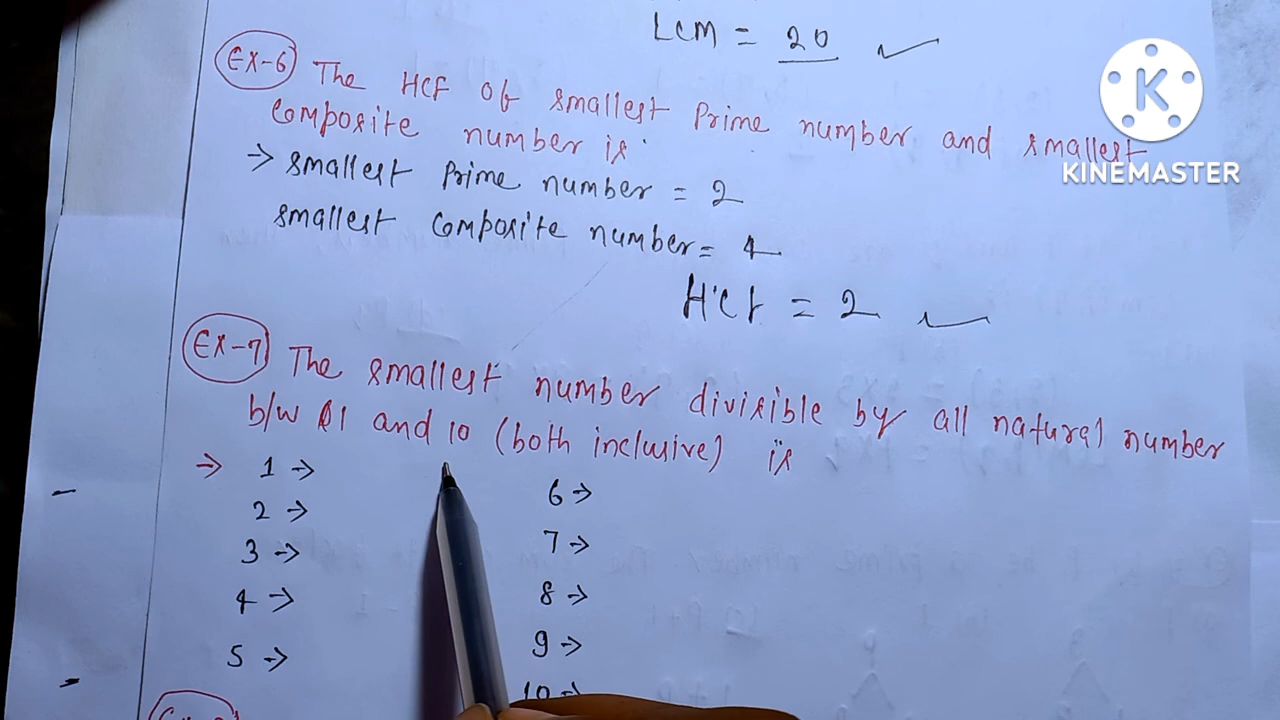 LCM = 20
EX-6 The HCF of smallest Prime number and smallest
composite number is
KINEMASTER
→ smallest Prime number = 2
smallest composite number = 4
HCF = 2
EX-7 The smallest number divisible by all natural number
b/w 1 and 10 (both inclusive) is
→ 1 →
2 →
3 →
4 →
5 →
6 →
7 →
8 →
9 →
10 →